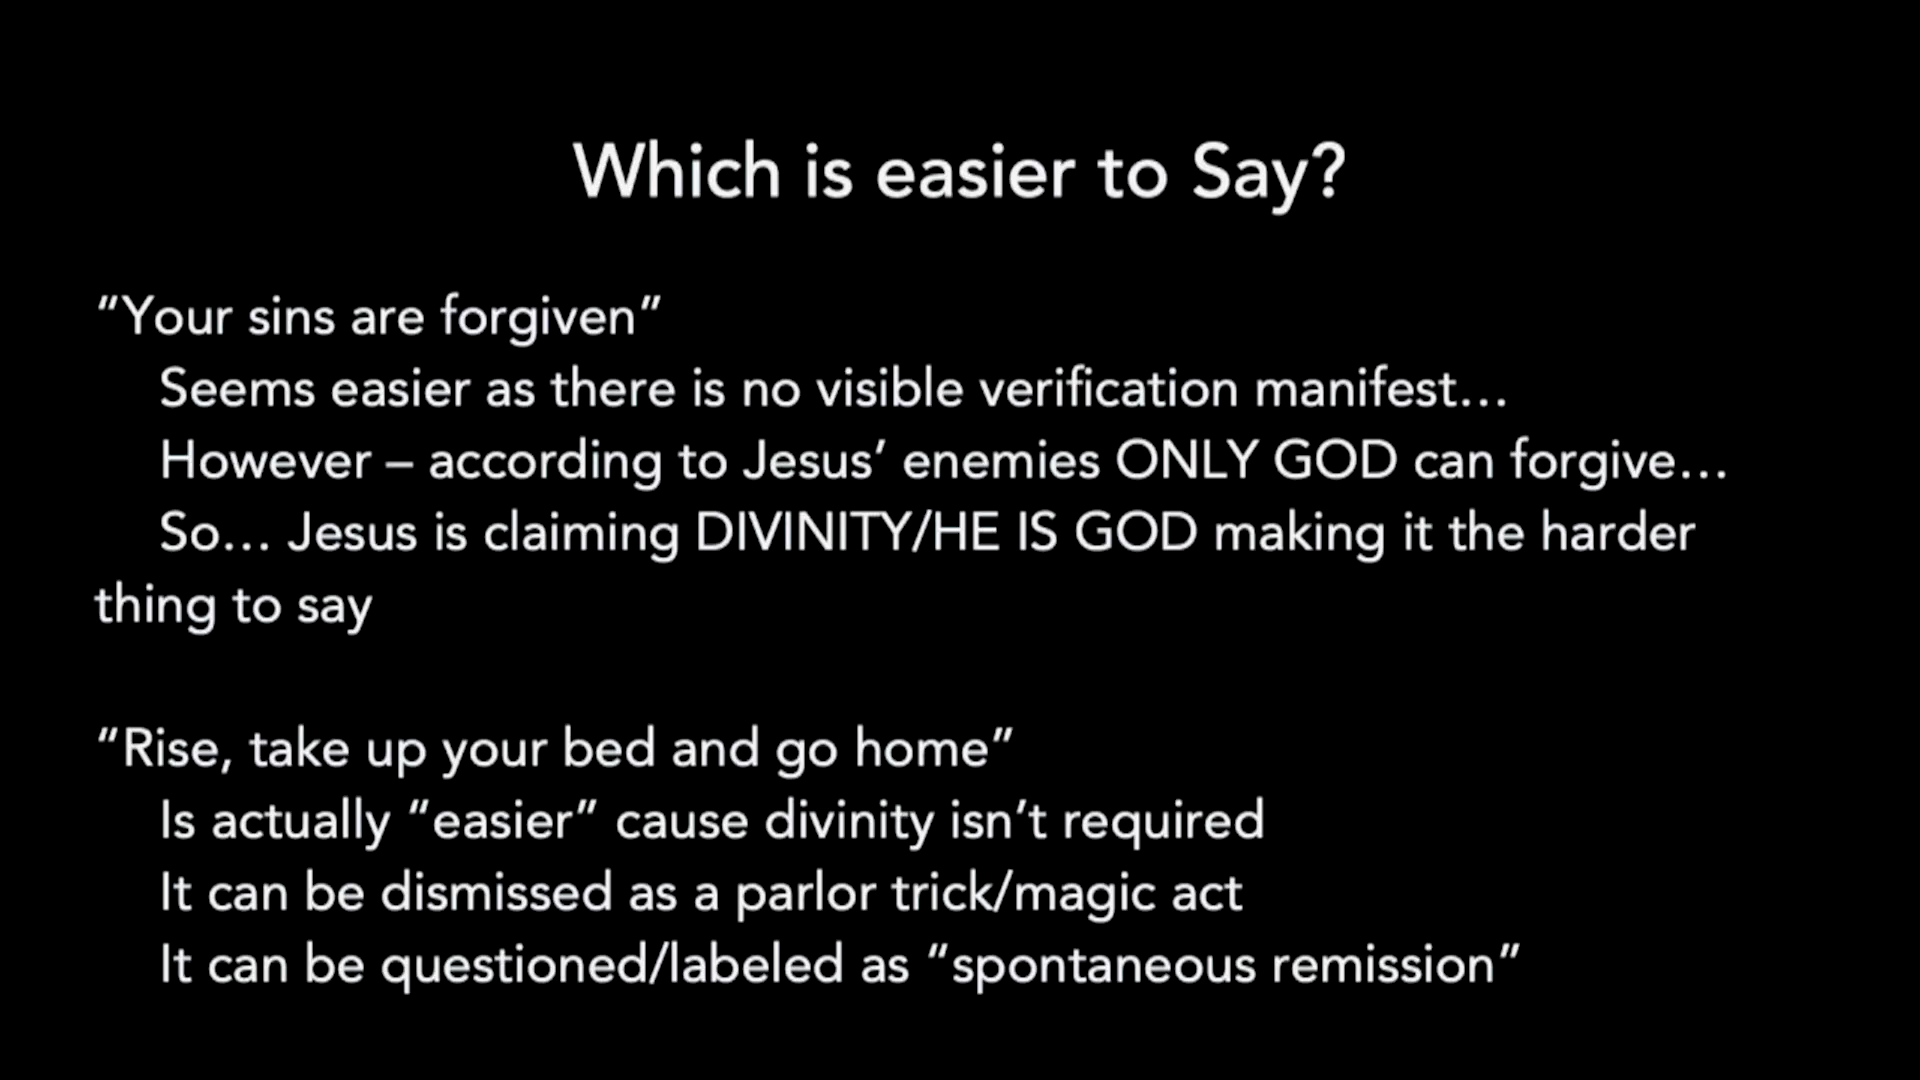 Which is easier to Say?
"Your sins are forgiven"
Seems easier as there is no visible verification manifest…
However – according to Jesus’ enemies ONLY GOD can forgive…
So… Jesus is claiming DIVINITY/HE IS GOD making it the harder
thing to say
"Rise, take up your bed and go home"
Is actually "easier" cause divinity isn’t required
It can be dismissed as a parlor trick/magic act
It can be questioned/labeled as "spontaneous remission"